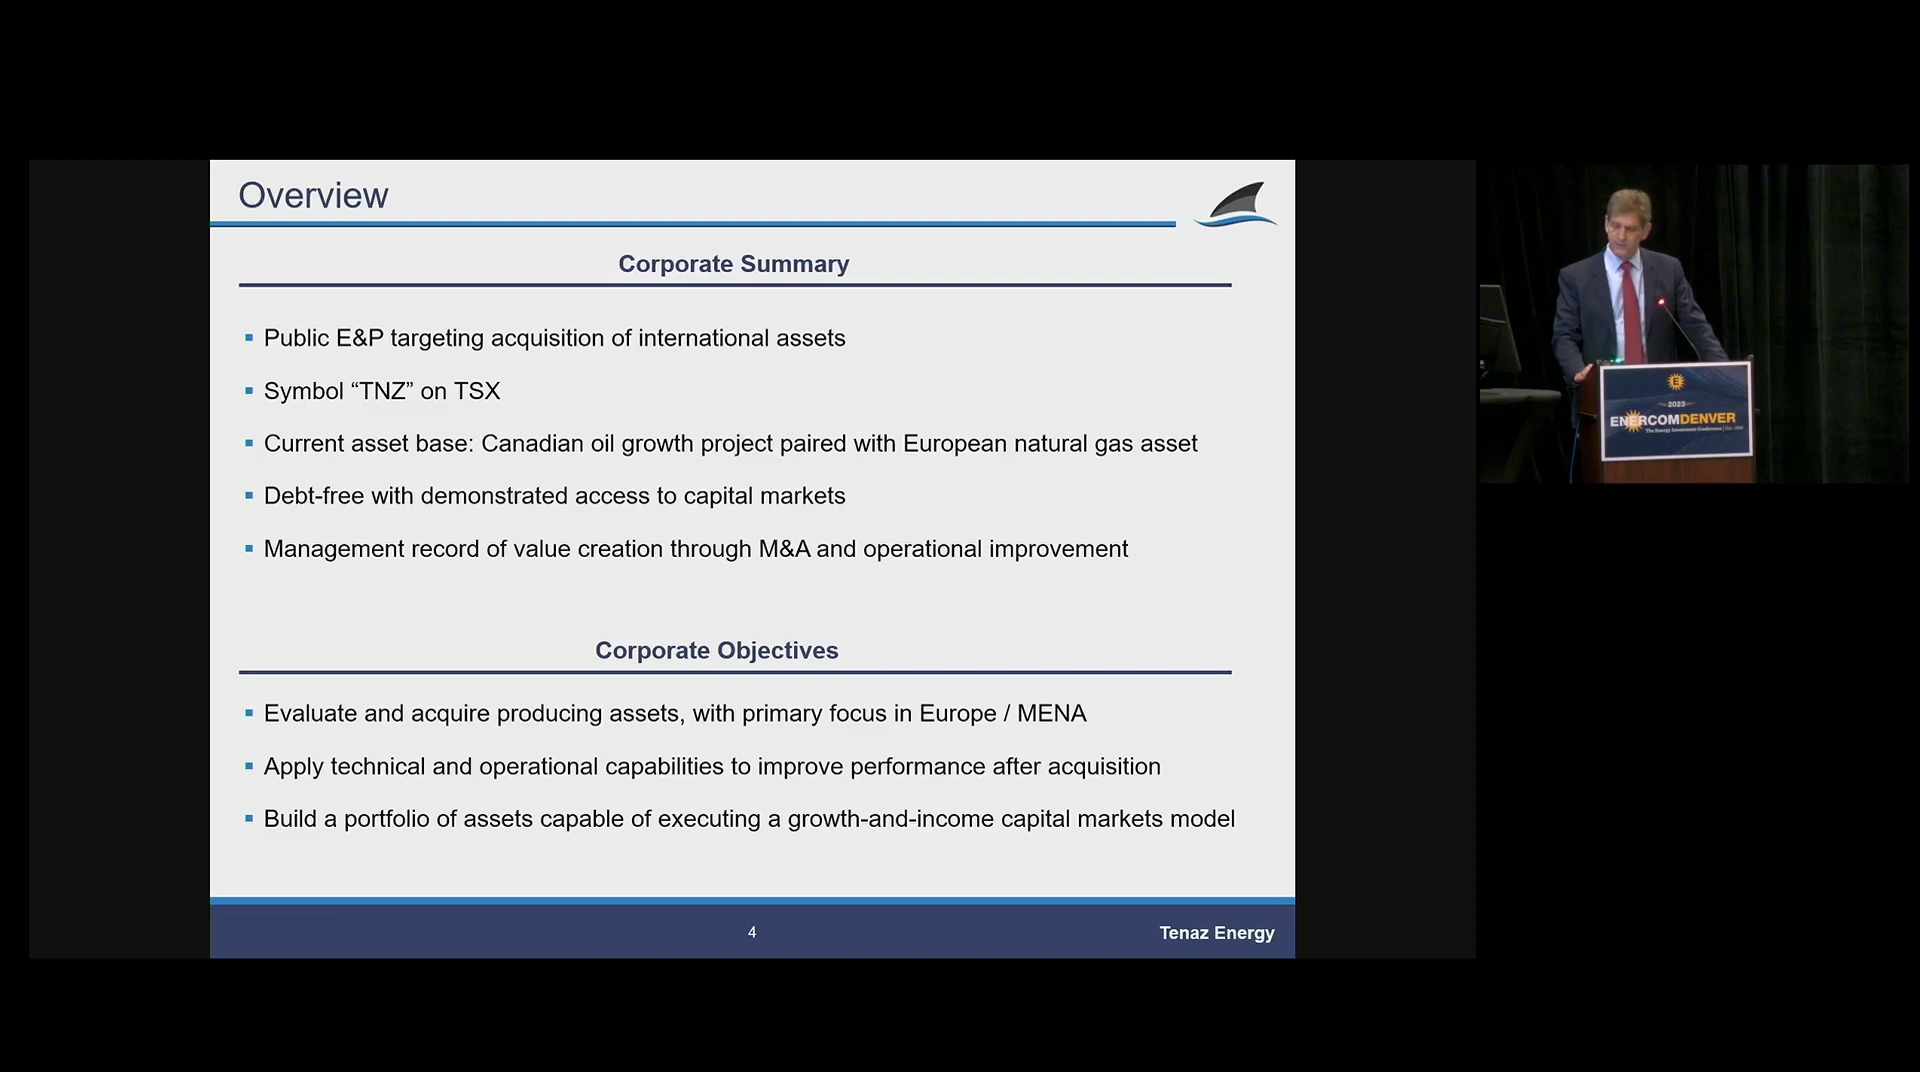 Overview
Corporate Summary
Public E&P targeting acquisition of international assets
Symbol “TNZ” on TSX
Current asset base: Canadian oil growth project paired with European natural gas asset
Debt-free with demonstrated access to capital markets
Management record of value creation through M&A and operational improvement
Corporate Objectives
Evaluate and acquire producing assets, with primary focus in Europe / MENA
Apply technical and operational capabilities to improve performance after acquisition
Build a portfolio of assets capable of executing a growth-and-income capital markets model
4
Tenaz Energy
E
2023
ENERCOMDENVER
The Energy Investment Conference